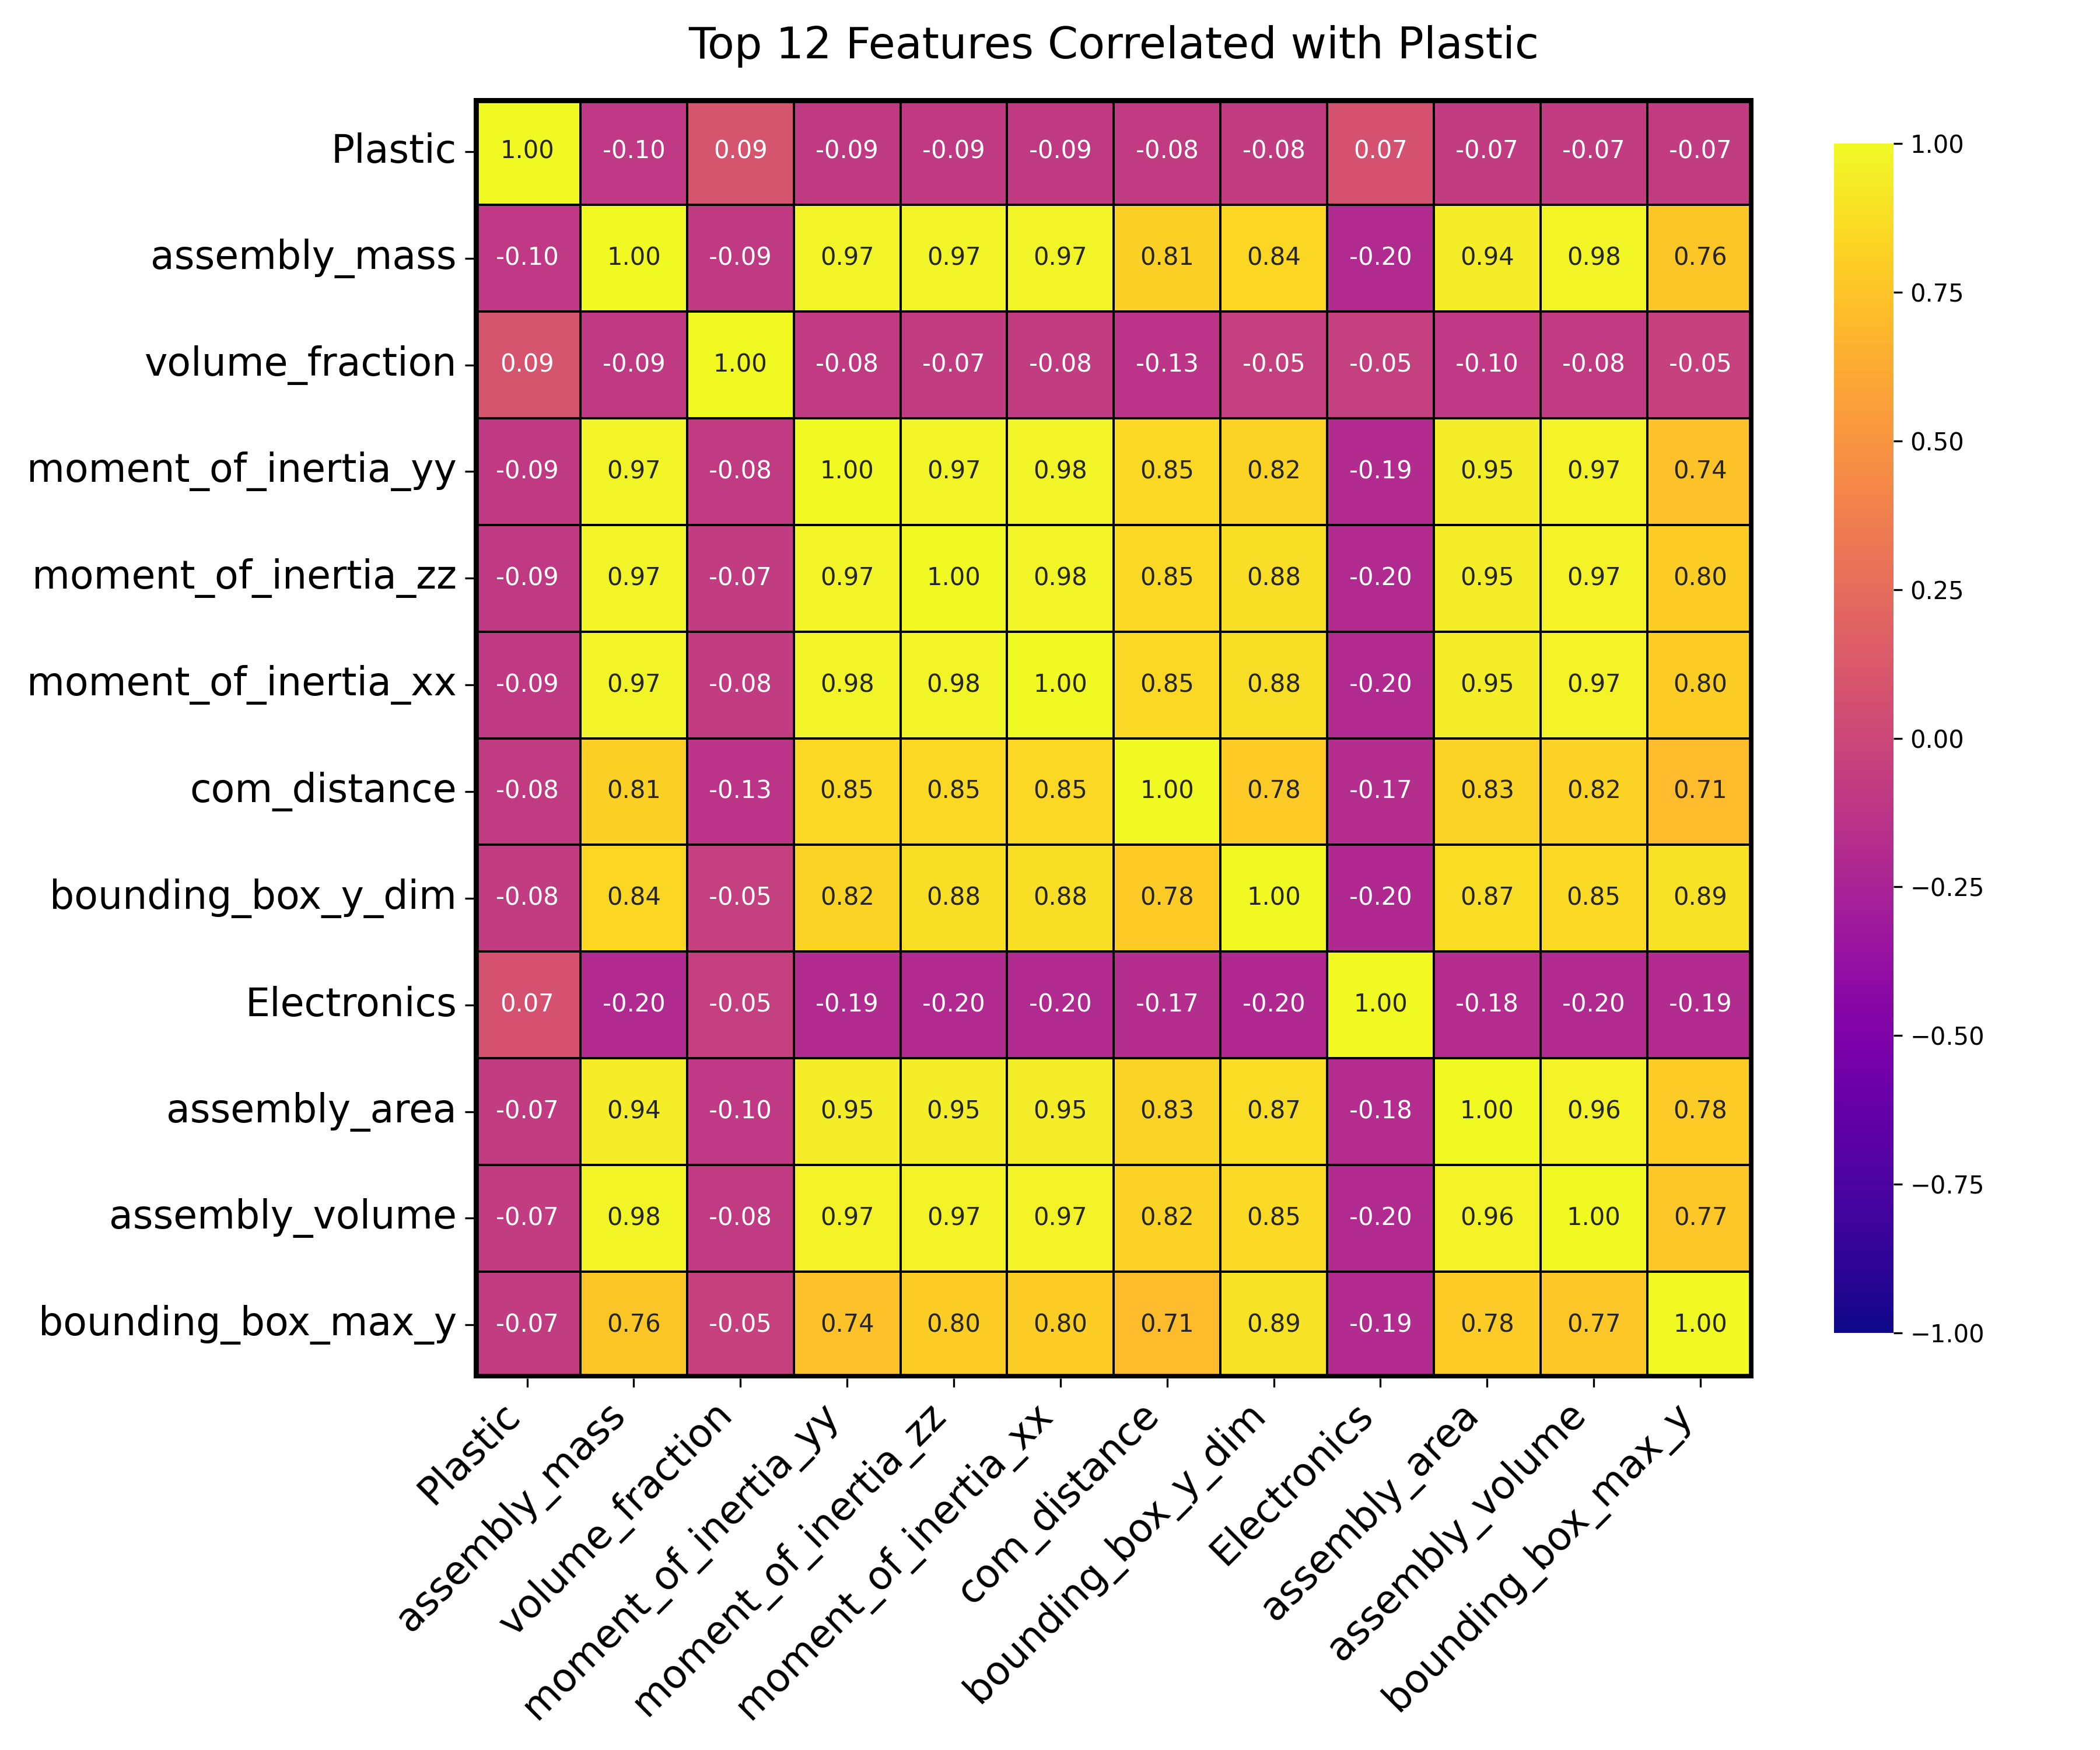 Top 12 Features Correlated with Plastic
Plastic 1.00 -0.10 0.09 -0.09 -0.09 -0.09 -0.08 -0.08 0.07 -0.07 -0.07 -0.07
assembly_mass -0.10 1.00 -0.09 0.97 0.97 0.97 0.81 0.84 -0.20 0.94 0.98 0.76
volume_fraction 0.09 -0.09 1.00 -0.08 -0.07 -0.08 -0.13 -0.05 -0.05 -0.10 -0.08 -0.05
moment_of_inertia_yy -0.09 0.97 -0.08 1.00 0.97 0.98 0.85 0.82 -0.19 0.95 0.97 0.74
moment_of_inertia_zz -0.09 0.97 -0.07 0.97 1.00 0.98 0.85 0.88 -0.20 0.95 0.97 0.80
moment_of_inertia_xx -0.09 0.97 -0.08 0.98 0.98 1.00 0.85 0.88 -0.20 0.95 0.97 0.80
com_distance -0.08 0.81 -0.13 0.85 0.85 0.85 1.00 0.78 -0.17 0.83 0.82 0.71
bounding_box_y_dim -0.08 0.84 -0.05 0.82 0.88 0.88 0.78 1.00 -0.20 0.87 0.85 0.89
Electronics 0.07 -0.20 -0.05 -0.19 -0.20 -0.20 -0.17 -0.20 1.00 -0.18 -0.20 -0.19
assembly_area -0.07 0.94 -0.10 0.95 0.95 0.95 0.83 0.87 -0.18 1.00 0.96 0.78
assembly_volume -0.07 0.98 -0.08 0.97 0.97 0.97 0.82 0.85 -0.20 0.96 1.00 0.77
bounding_box_max_y -0.07 0.76 -0.05 0.74 0.80 0.80 0.71 0.89 -0.19 0.78 0.77 1.00
Plastic
assembly_mass
volume_fraction
moment_of_inertia_yy
moment_of_inertia_zz
moment_of_inertia_xx
com_distance
bounding_box_y_dim
Electronics
assembly_area
assembly_volume
bounding_box_max_y
1.00
0.75
0.50
0.25
0.00
−0.25
−0.50
−0.75
−1.00